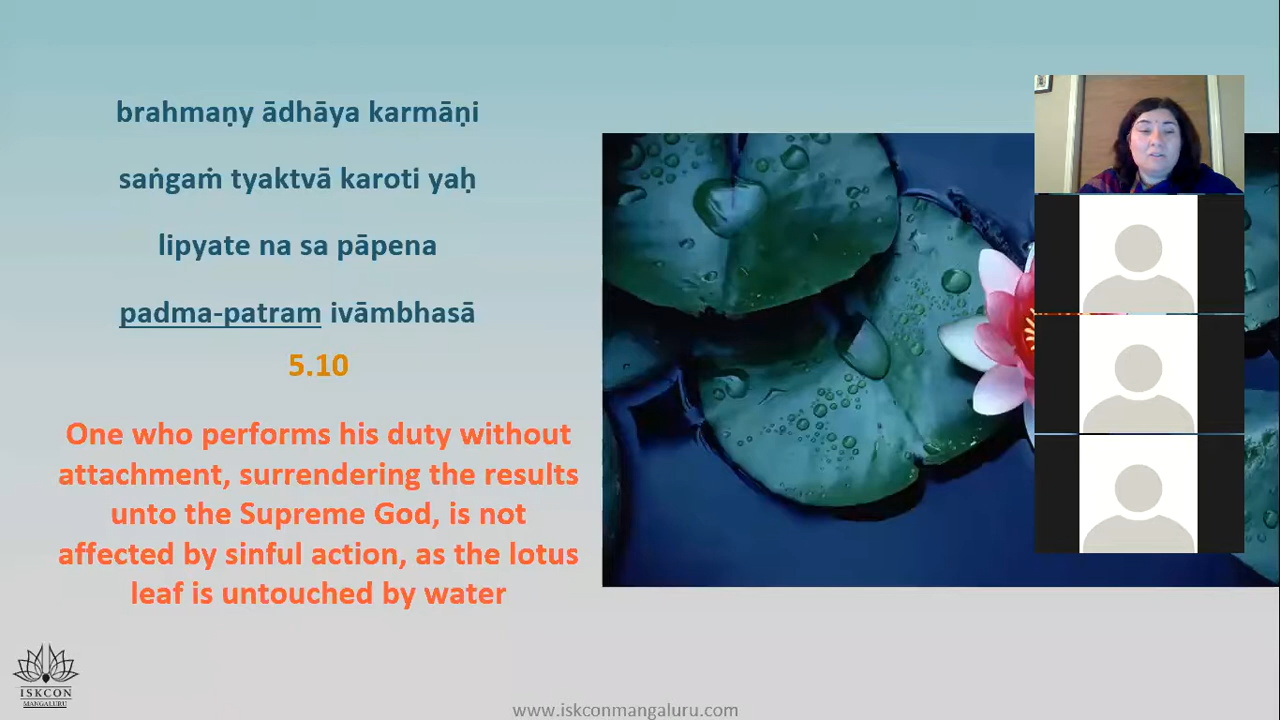 brahmaṇy ādhāya karmāṇi
saṅgaṁ tyaktvā karoti yaḥ
lipyate na sa pāpena
padma-patram ivāmbhasā
5.10
One who performs his duty without
attachment, surrendering the results
unto the Supreme God, is not
affected by sinful action, as the lotus
leaf is untouched by water
ISKCON
MANGALURU
www.iskconmangaluru.com